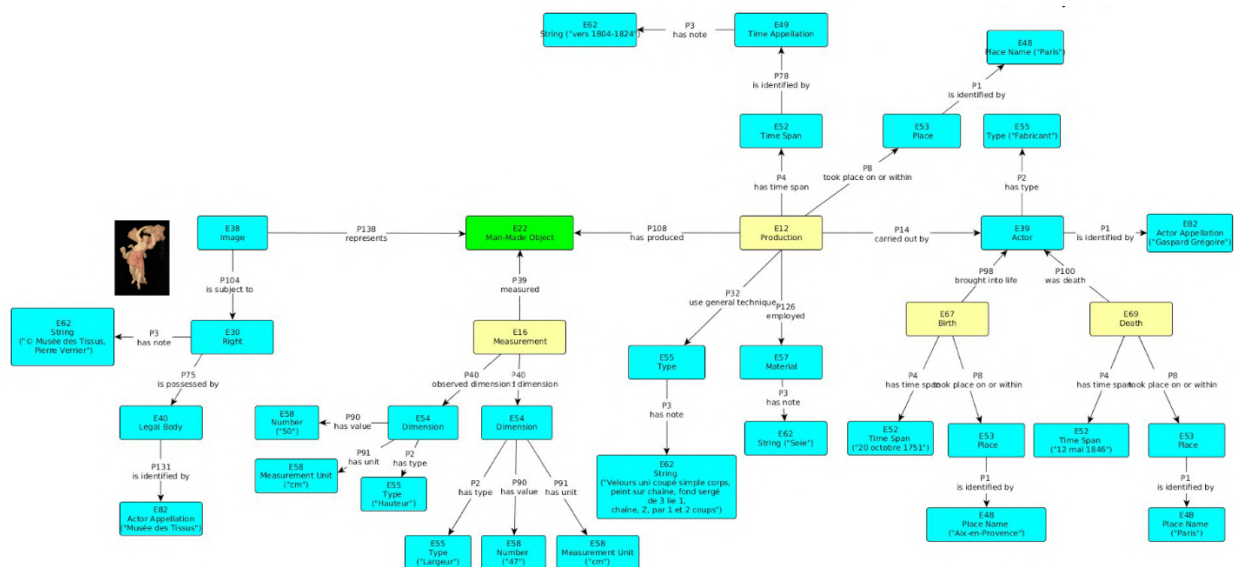 E62
String ("vers 1804-1824")
P3
has note
E49
Time Appellation
P78
is identified by
E48
Place Name ("Paris")
P1
is identified by
E52
Time Span
E53
Place
E55
Type ("Fabricant")
P4
has time span
P8
took place on or within
P2
has type
E38
Image
P138
represents
E22
Man-Made Object
P108
has produced
E12
Production
P14
carried out by
E39
Actor
P1
is identified by
E82
Actor Appellation
("Gaspard Grégoire")
P104
is subject to
P39
measured
P32
use general technique
P126
employed
P98
brought into life
P100
was death
E62
String
("© Musée des Tissus,
Pierre Verrier")
P3
has note
E30
Right
E16
Measurement
E67
Birth
E69
Death
P75
is possessed by
P40
observed dimension
P40
d dimension
E55
Type
E57
Material
P4
has time span
P8
took place on or within
P4
has time span
P8
took place on or within
E40
Legal Body
E58
Number
("50")
P90
has value
E54
Dimension
E54
Dimension
P3
has note
P3
has note
E62
String ("Soie")
E52
Time Span
("20 octobre 1751")
E53
Place
E52
Time Span
("12 mai 1846")
E53
Place
P131
is identified by
E58
Measurement Unit
("cm")
P91
has unit
P2
has type
E55
Type
("Hauteur")
P2
has type
P90
has value
P91
has unit
E62
String
("Velours uni coupé simple corps,
peint sur chaîne, fond sergé
de 3 lie 1,
chaîne, Z, par 1 et 2 coups")
P1
is identified by
P1
is identified by
E82
Actor Appellation
("Musée des Tissus")
E55
Type
("Largeur")
E58
Number
("47")
E58
Measurement Unit
("cm")
E48
Place Name
("Aix-en-Provence")
E48
Place Name
("Paris")